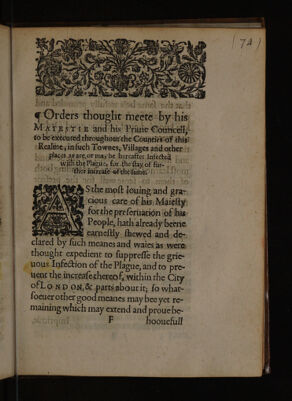 (74)
¶ Orders thought meete by his
MAIESTIE and his Priuie Councell,
to be executed throughout the Counties of this
Realme, in such Townes, Villages and other
places as are, or may be hereafter Infected
with the Plague, for the stay of fur-
ther increase of the same.
AS the most louing and gra-
cious care of his Maiesty
for the preseruation of his
People, hath already beene
earnestly shewed and de-
clared by such meanes and waies as were
thought expedient to suppresse the grie-
uous Infection of the Plague, and to pre-
uent the increase thereof, within the City
of LONDON, & parts about it; so what-
soeuer other good meanes may bee yet re-
maining which may extend and proue be-
F hoouefull